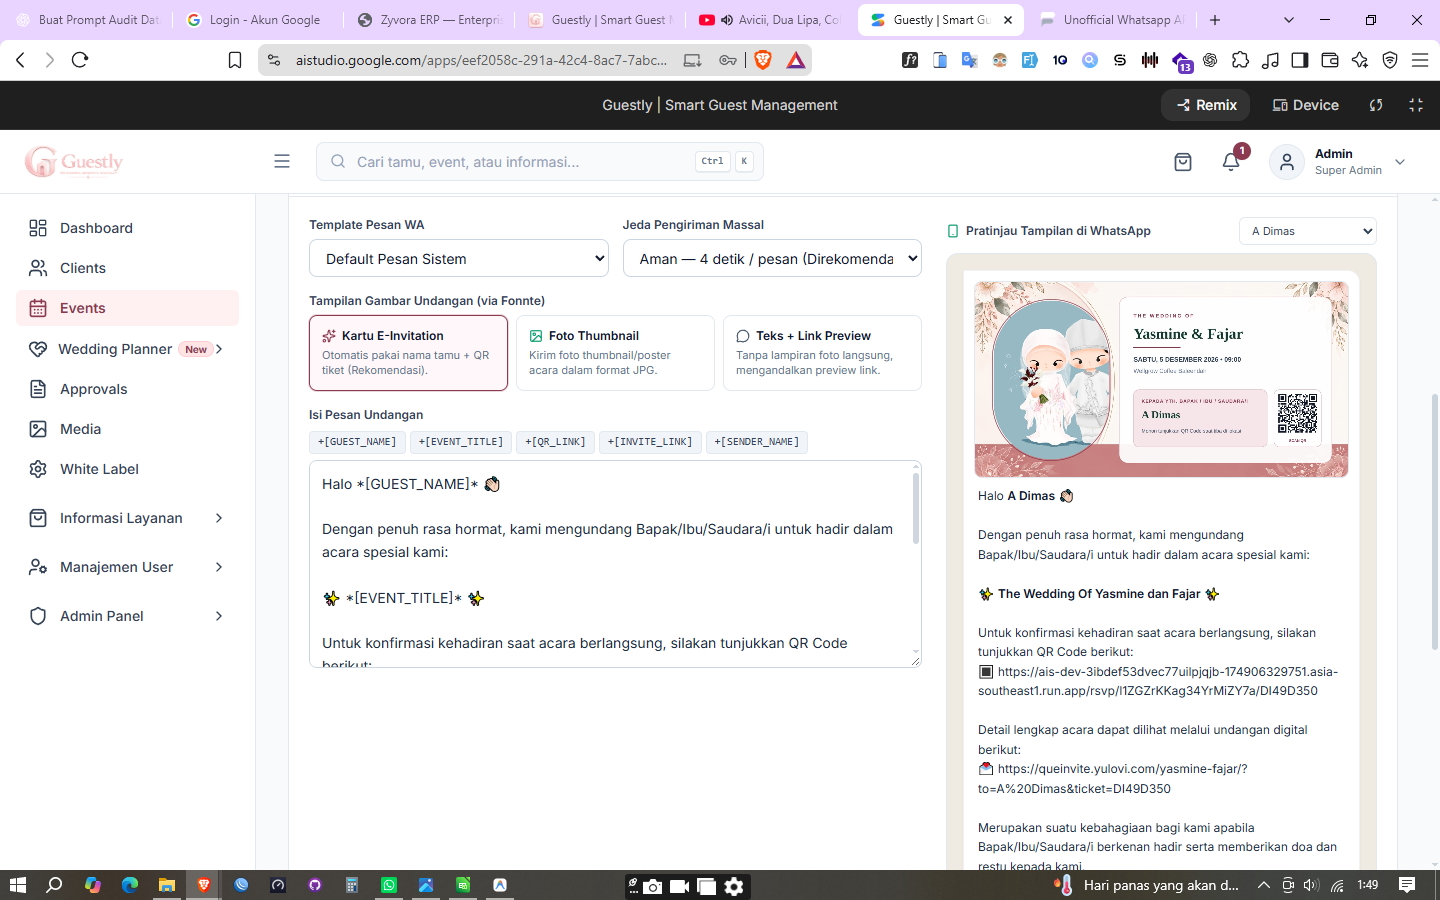 Buat Prompt Audit Dat
Login - Akun Google
Zyvora ERP — Enterpris
Guestly | Smart Guest M
Avicii, Dua Lipa, Co
Guestly | Smart Gu
Unofficial Whatsapp A
aistudio.google.com/apps/eef2058c-291a-42c4-8ac7-7abc...
13
Guestly | Smart Guest Management
Remix
Device
Guestly
Cari tamu, event, atau informasi...
Ctrl K
1
Admin
Super Admin
Dashboard
Clients
Events
Wedding Planner New
Approvals
Media
White Label
Informasi Layanan
Manajemen User
Admin Panel
Template Pesan WA
Default Pesan Sistem
Jeda Pengiriman Massal
Aman — 4 detik / pesan (Direkomenda
Tampilan Gambar Undangan (via Fonnte)
Kartu E-Invitation
Otomatis pakai nama tamu + QR
tiket (Rekomendasi).
Foto Thumbnail
Kirim foto thumbnail/poster
acara dalam format JPG.
Teks + Link Preview
Tanpa lampiran foto langsung,
mengandalkan preview link.
Isi Pesan Undangan
+[GUEST_NAME] +[EVENT_TITLE] +[QR_LINK] +[INVITE_LINK] +[SENDER_NAME]
Halo *[GUEST_NAME]* 👋🏻
Dengan penuh rasa hormat, kami mengundang Bapak/Ibu/Saudara/i untuk hadir dalam
acara spesial kami:
✨ *[EVENT_TITLE]* ✨
Untuk konfirmasi kehadiran saat acara berlangsung, silakan tunjukkan QR Code
berikut:
Pratinjau Tampilan di WhatsApp
A Dimas
THE WEDDING OF
Yasmine & Fajar
SABTU, 5 DESEMBER 2026 • 09:00
KEPADA YTH. BAPAK / IBU / SAUDARA/I
A Dimas
SCAN QR
Halo A Dimas 👋🏻
Dengan penuh rasa hormat, kami mengundang
Bapak/Ibu/Saudara/i untuk hadir dalam acara spesial kami:
✨ The Wedding Of Yasmine dan Fajar ✨
Untuk konfirmasi kehadiran saat acara berlangsung, silakan
tunjukkan QR Code berikut:
🔳 https://ais-dev-3ibdef53dvec77uilpjqjb-174906329751.asia-
southeast1.run.app/rsvp/l1ZGZrKKag34YrMiZY7a/DI49D350
Detail lengkap acara dapat dilihat melalui undangan digital
berikut:
💌 https://queinvite.yulovi.com/yasmine-fajar/?
to=A%20Dimas&ticket=DI49D350
Merupakan suatu kebahagiaan bagi kami apabila
Bapak/Ibu/Saudara/i berkenan hadir serta memberikan doa dan
restu kepada kami.
Hari panas yang akan d...
1:49